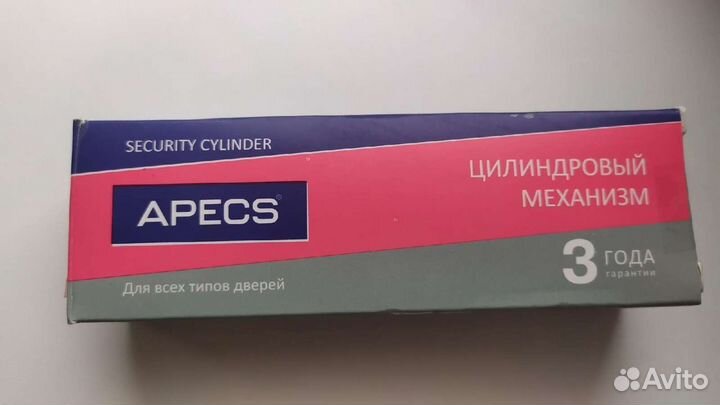 SECURITY CYLINDER
APECS®
Для всех типов дверей
ЦИЛИНДРОВЫЙ
МЕХАНИЗМ
3 ГОДА
гарантии
Avito